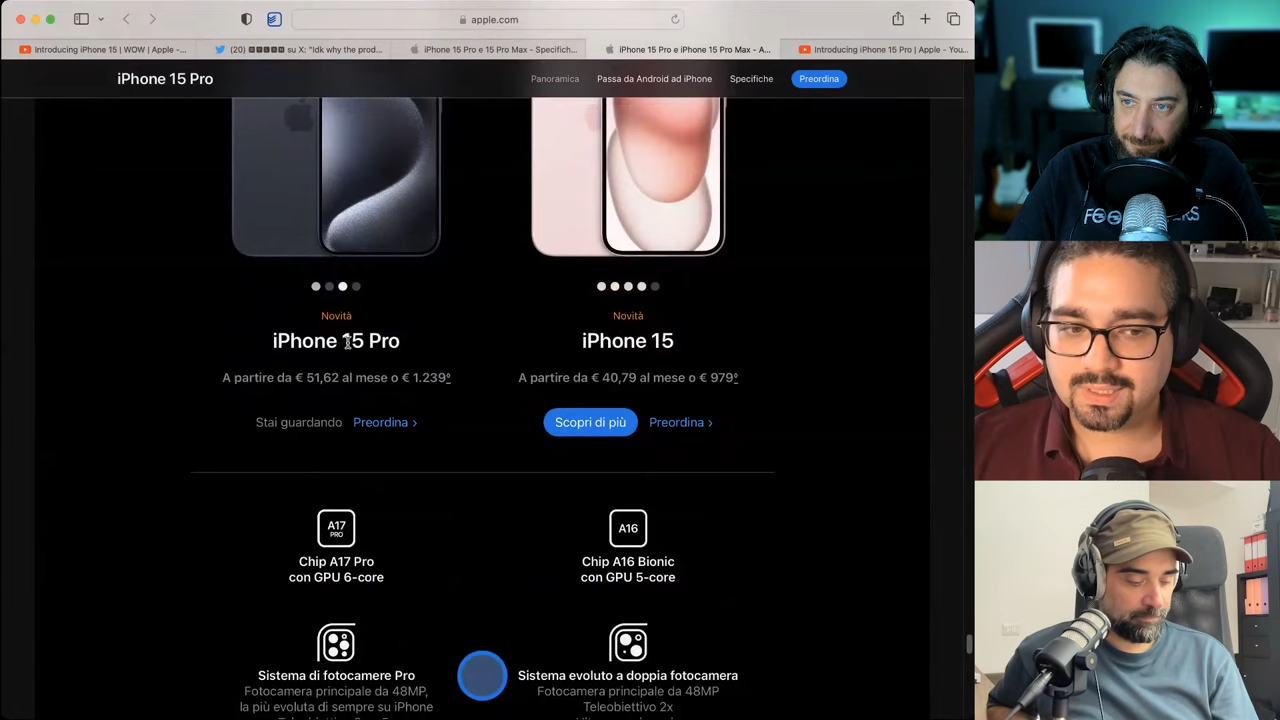 apple.com
Introducing iPhone 15 | WOW | Apple -...
(20) 🅼🆈🅻🅴🆂 su X: "Idk why the prod...
iPhone 15 Pro e 15 Pro Max - Specifich...
iPhone 15 Pro e iPhone 15 Pro Max - A...
Introducing iPhone 15 Pro | Apple - You...
iPhone 15 Pro
Panoramica
Passa da Android ad iPhone
Specifiche
Preordina
Novità
iPhone 15 Pro
A partire da € 51,62 al mese o € 1.239◊
Stai guardando
Preordina >
Novità
iPhone 15
A partire da € 40,79 al mese o € 979◊
Scopri di più
Preordina >
A17
PRO
Chip A17 Pro
con GPU 6-core
A16
Chip A16 Bionic
con GPU 5-core
Sistema di fotocamere Pro
Fotocamera principale da 48MP,
la più evoluta di sempre su iPhone
Sistema evoluto a doppia fotocamera
Fotocamera principale da 48MP
Teleobiettivo 2x